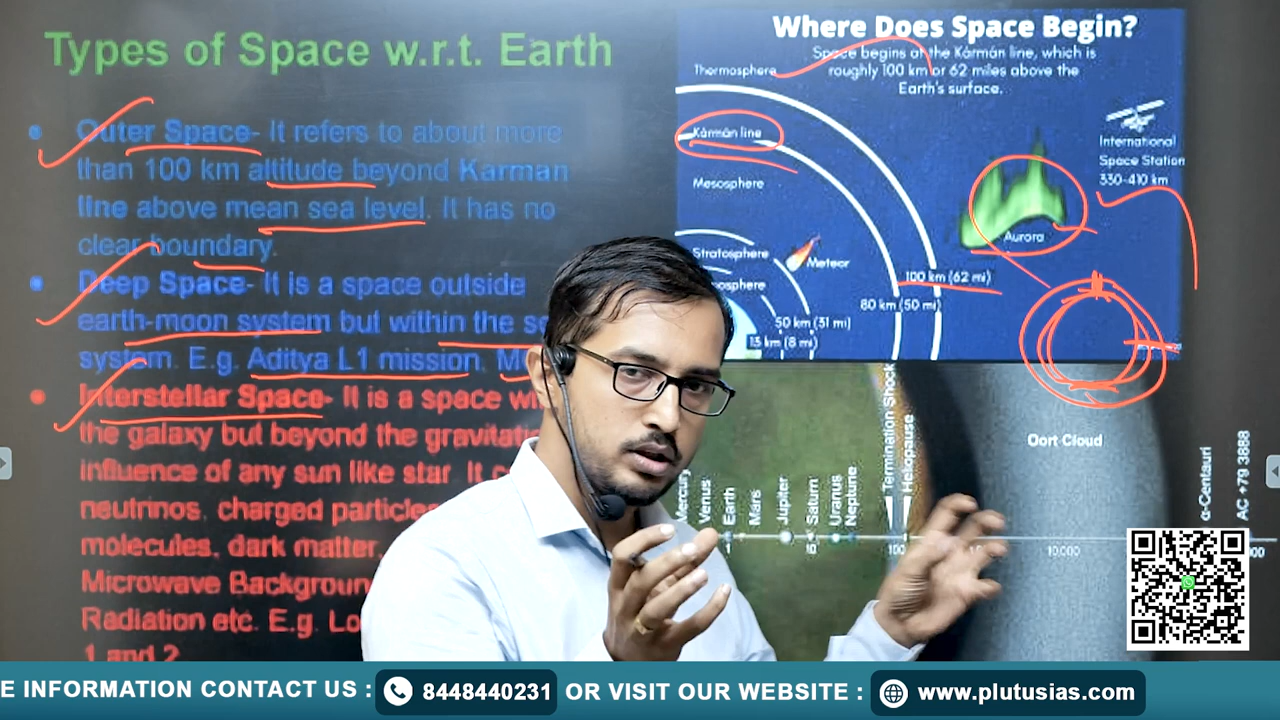 Types of Space w.r.t. Earth
Outer Space- It refers to about more
than 100 km altitude beyond Karman
line above mean sea level. It has no
clear boundary.
Deep Space- It is a space outside
earth-moon system but within the
system. E.g. Aditya L1 mission.
Interstellar Space- It is a space
the galaxy but beyond the
influence of any sun like star. It
neutrinos, charged
molecules, dark matter,
Microwave
Radiation etc. E.g.
1 and 2
Where Does Space Begin?
Space begins at the Kármán line, which is
roughly 100 km or 62 miles above the
Earth's surface.
Thermosphere
Kármán line
Mesosphere
Stratosphere
Meteor
Aurora
International
Space Station
330-410 km
100 km (62 mi)
80 km (50 mi)
50 km (31 mi)
13 km (8 mi)
Mercury
Venus
Earth
Mars
Jupiter
Saturn
Uranus
Neptune
Termination Shock
Heliopause
Oort Cloud
α-Centauri
AC +79 3888
10,000
E INFORMATION CONTACT US : 8448440231 OR VISIT OUR WEBSITE : www.plutusias.com